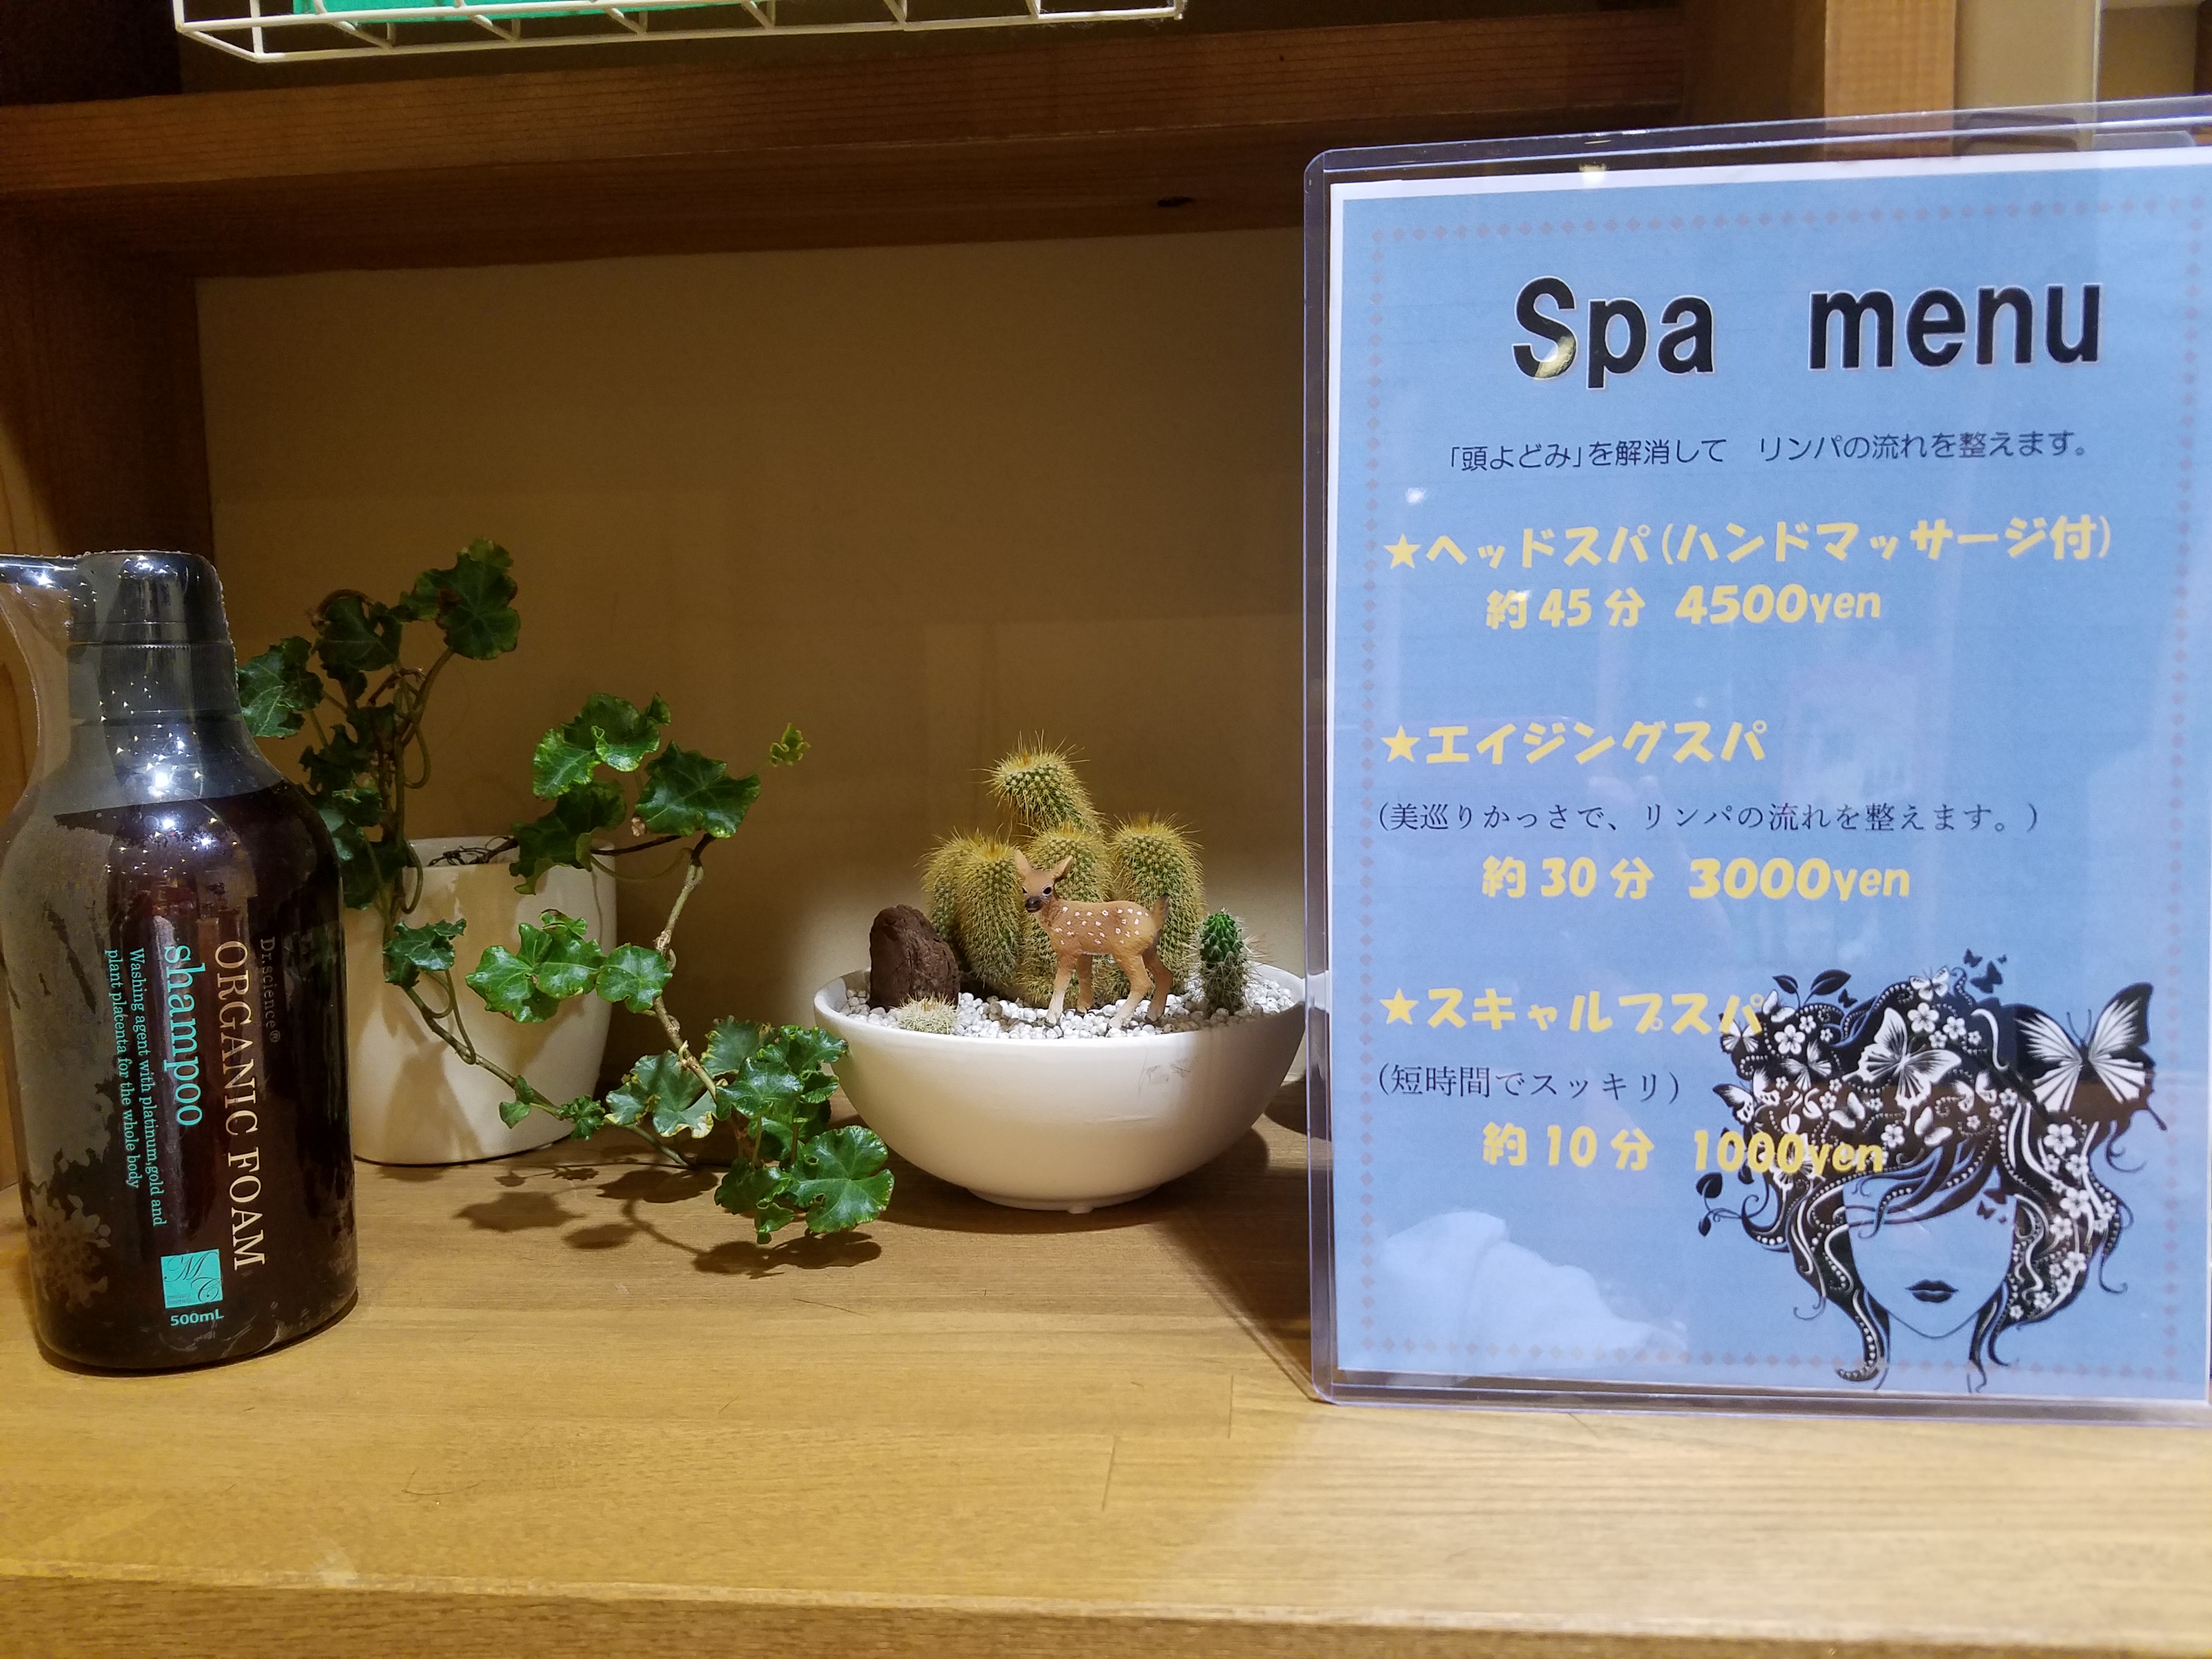 Dr.science®
ORGANIC FOAM
shampoo
Washing agent with platinum,gold and
plant placenta for the whole body
MC
500mL
Spa menu
「頭よどみ」を解消して リンパの流れを整えます。
★ヘッドスパ(ハンドマッサージ付)
約45分 4500yen
★エイジングスパ
(美巡りかっさで、リンパの流れを整えます。)
約30分 3000yen
★スキャルプスパ
(短時間でスッキリ)
約10分 1000yen